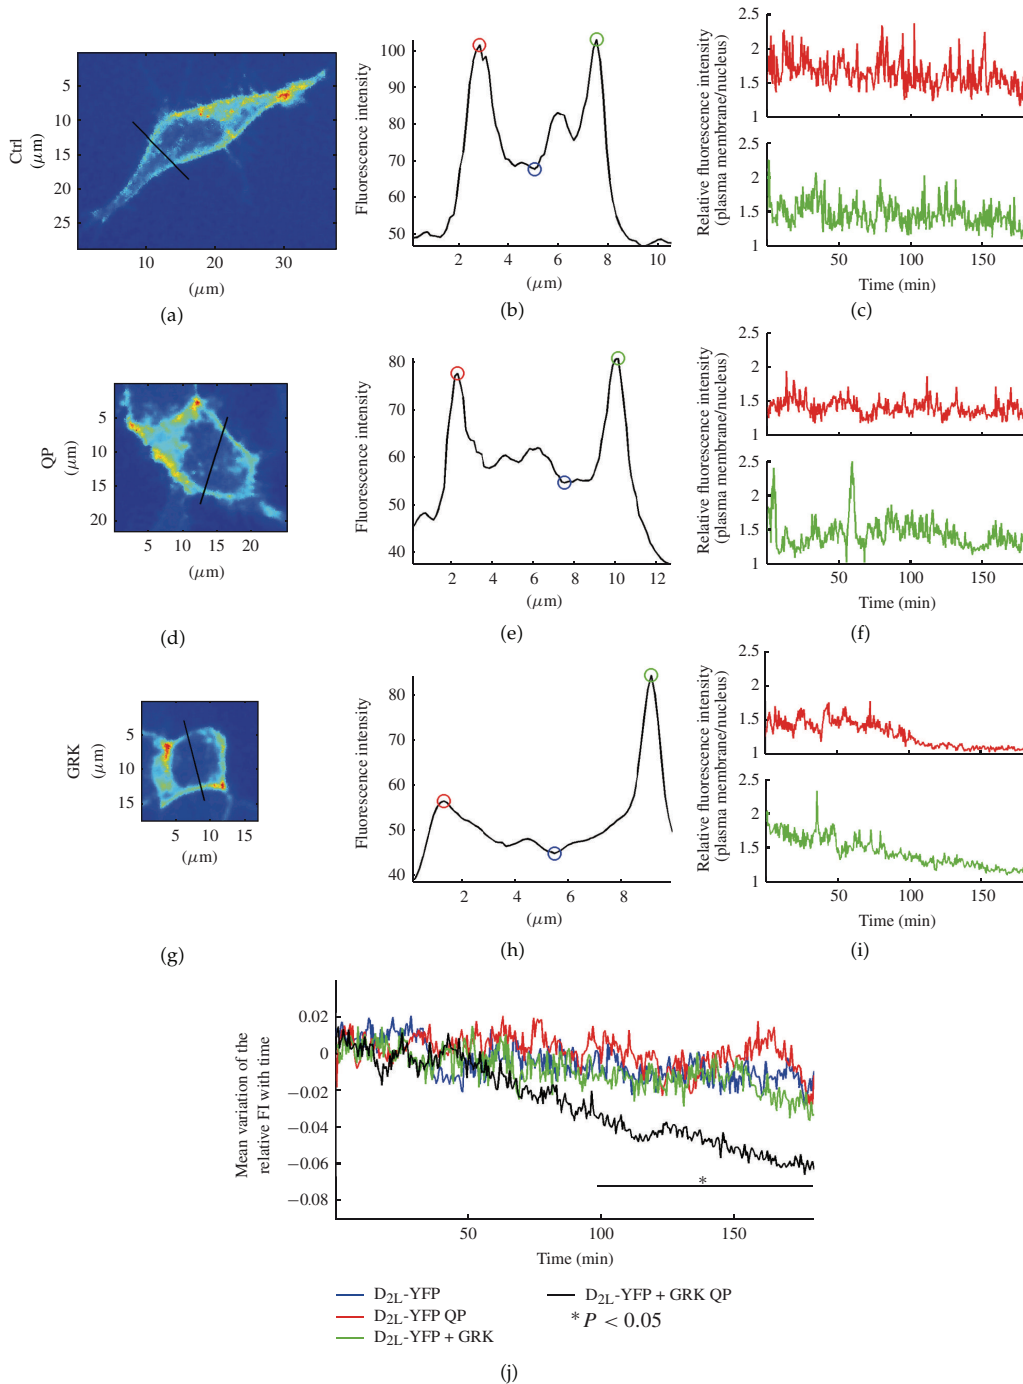 Ctrl
(μm)
5
10
15
20
25
10 20 30
(μm)
(a)
Fluorescence intensity
100
90
80
70
60
50
2 4 6 8 10
(μm)
(b)
Relative fluorescence intensity
(plasma membrane/nucleus)
2.5
2
1.5
1
2.5
2
1.5
1
50 100 150
Time (min)
(c)
QP
(μm)
5
10
15
20
5 10 15 20
(μm)
(d)
Fluorescence intensity
80
70
60
50
40
2 4 6 8 10 12
(μm)
(e)
Relative fluorescence intensity
(plasma membrane/nucleus)
2.5
2
1.5
1
2.5
2
1.5
1
50 100 150
Time (min)
(f)
GRK
(μm)
5
10
15
5 10 15
(μm)
(g)
Fluorescence intensity
80
70
60
50
40
2 4 6 8
(μm)
(h)
Relative fluorescence intensity
(plasma membrane/nucleus)
2.5
2
1.5
1
2.5
2
1.5
1
50 100 150
Time (min)
(i)
Mean variation of the
relative FI with time
0.02
0
−0.02
−0.04
−0.06
−0.08
*
50 100 150
Time (min)
D2L-YFP
D2L-YFP QP
D2L-YFP + GRK
D2L-YFP + GRK QP
*P < 0.05
(j)